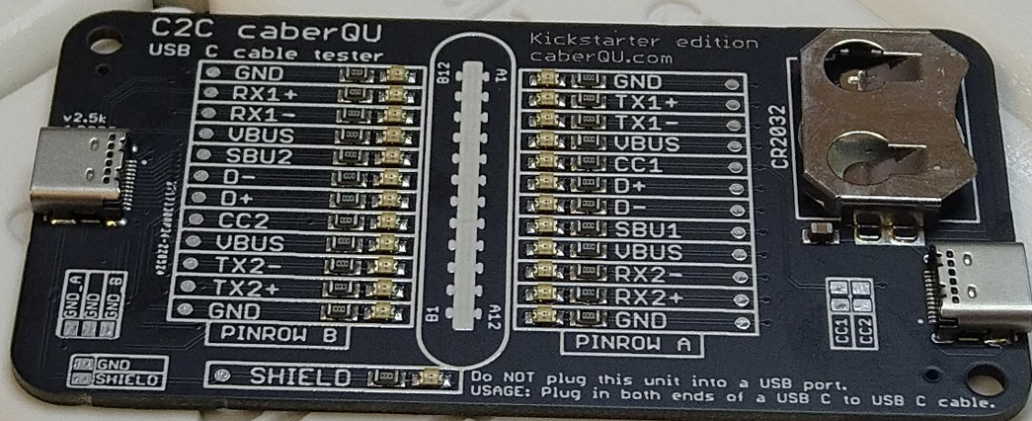 C2C caberQU
USB C cable tester
Kickstarter edition
caberQU.com
v2.5k
B12
A1
GND
RX1+
RX1-
VBUS
SBU2
D-
D+
CC2
VBUS
TX2-
TX2+
GND
PINROW B
GND
TX1+
TX1-
VBUS
CC1
D+
D-
SBU1
VBUS
RX2-
RX2+
GND
PINROW A
B1
A12
CR2032
GND_A
GND
GND_B
GND
SHIELD
SHIELD
CC1
CC2
Do NOT plug this unit into a USB port.
USAGE: Plug in both ends of a USB C to USB C cable.